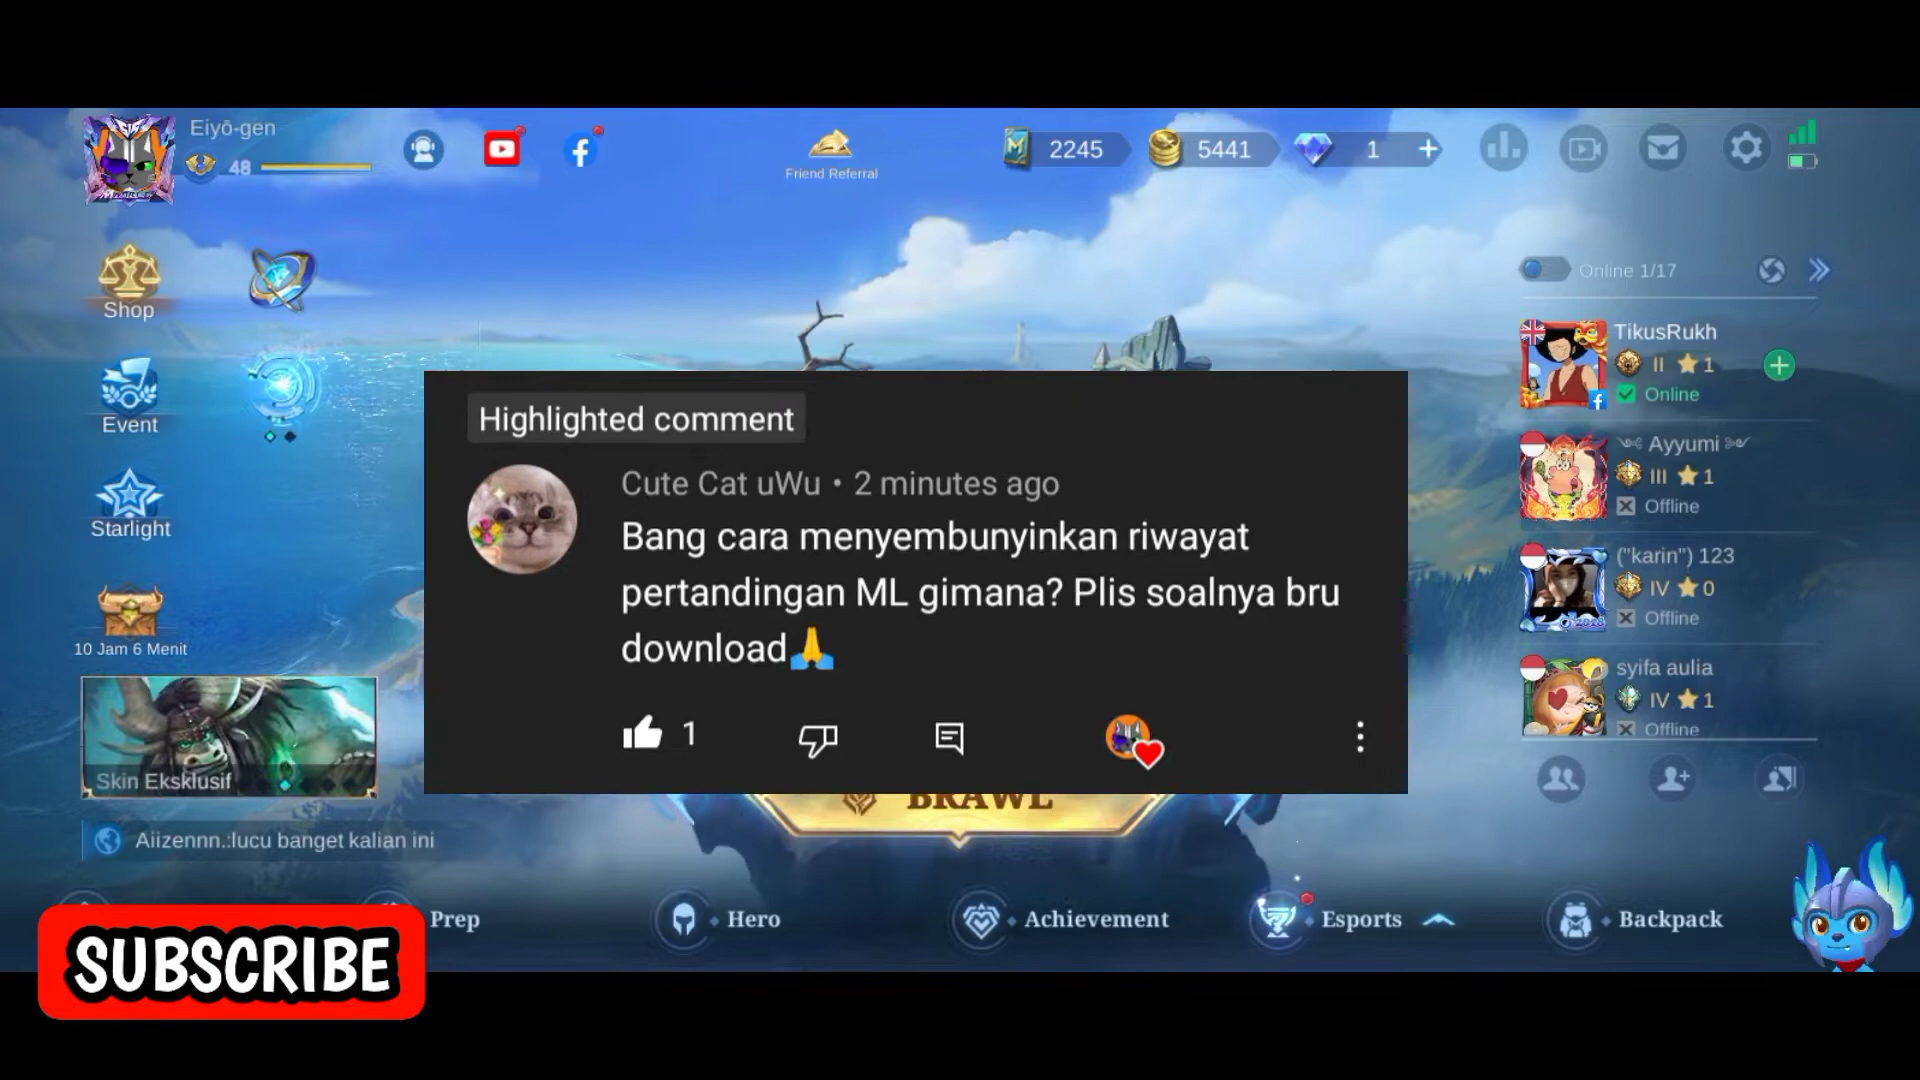 Eiyō-gen
48
Friend Referral
2245
5441
1
Shop
Event
Starlight
10 Jam 6 Menit
Skin Eksklusif
Aiizennn.:lucu banget kalian ini
Online 1/17
TikusRukh
II 1
Online
Ayyumi
III 1
Offline
("karin") 123
IV 0
Offline
syifa aulia
IV 1
Offline
Highlighted comment
Cute Cat uWu • 2 minutes ago
Bang cara menyembunyinkan riwayat
pertandingan ML gimana? Plis soalnya bru
download🙏
1
BRAWL
Prep
Hero
Achievement
Esports
Backpack
SUBSCRIBE